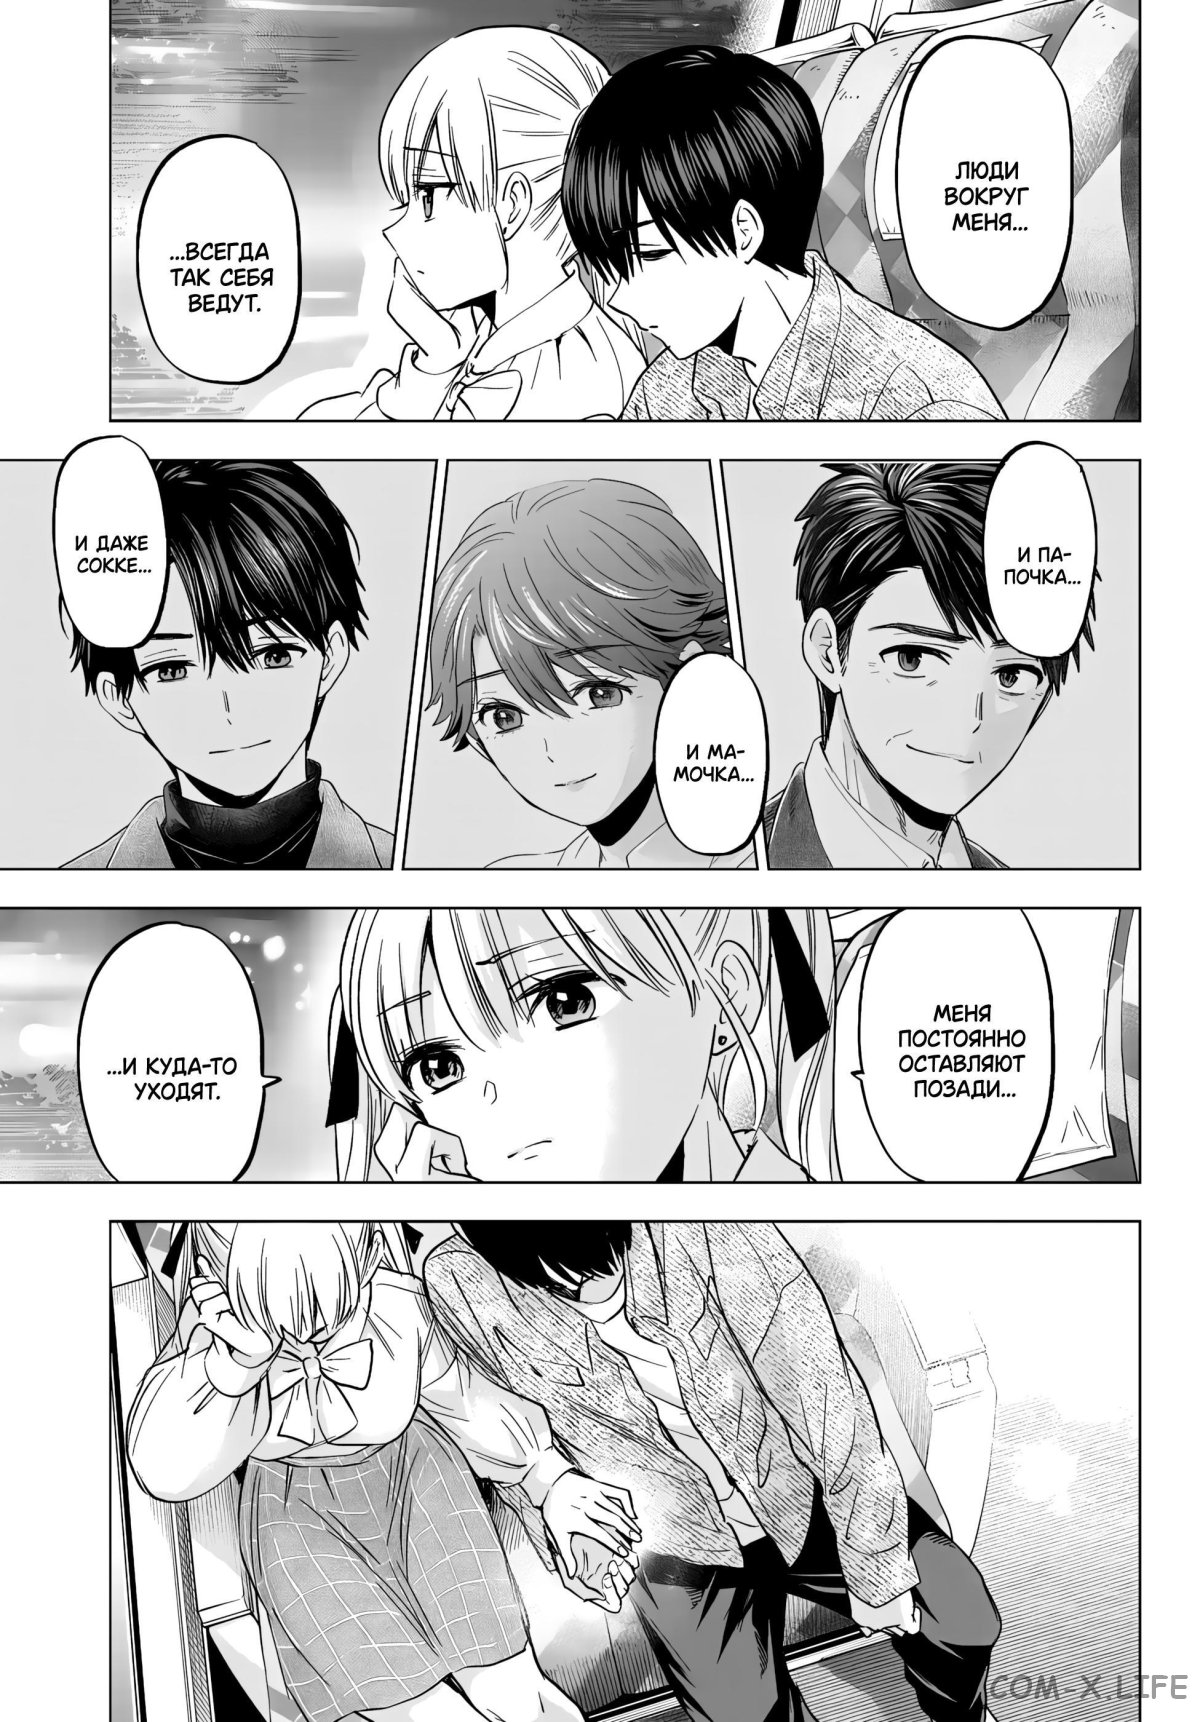 ЛЮДИ
ВОКРУГ
МЕНЯ...
...ВСЕГДА
ТАК СЕБЯ
ВЕДУТ.
И ПА-
ПОЧКА...
И МА-
МОЧКА...
И ДАЖЕ
СОККЕ...
МЕНЯ
ПОСТОЯННО
ОСТАВЛЯЮТ
ПОЗАДИ...
...И КУДА-ТО
УХОДЯТ.
COM-X.LIFE